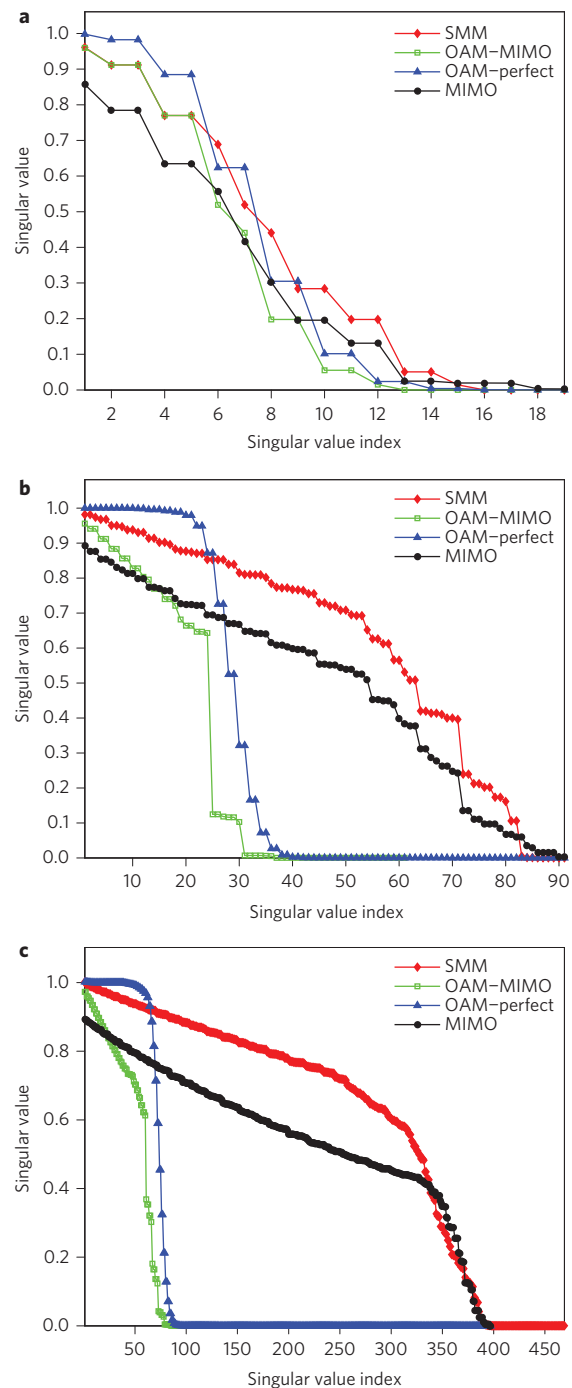 a
1.0
0.9
0.8
0.7
0.6
0.5
0.4
0.3
0.2
0.1
0.0
Singular value
SMM
OAM–MIMO
OAM–perfect
MIMO
2 4 6 8 10 12 14 16 18
Singular value index
b
1.0
0.9
0.8
0.7
0.6
0.5
0.4
0.3
0.2
0.1
0.0
Singular value
SMM
OAM–MIMO
OAM–perfect
MIMO
10 20 30 40 50 60 70 80 90
Singular value index
c
1.0
0.8
0.6
0.4
0.2
0.0
Singular value
SMM
OAM–MIMO
OAM–perfect
MIMO
50 100 150 200 250 300 350 400 450
Singular value index